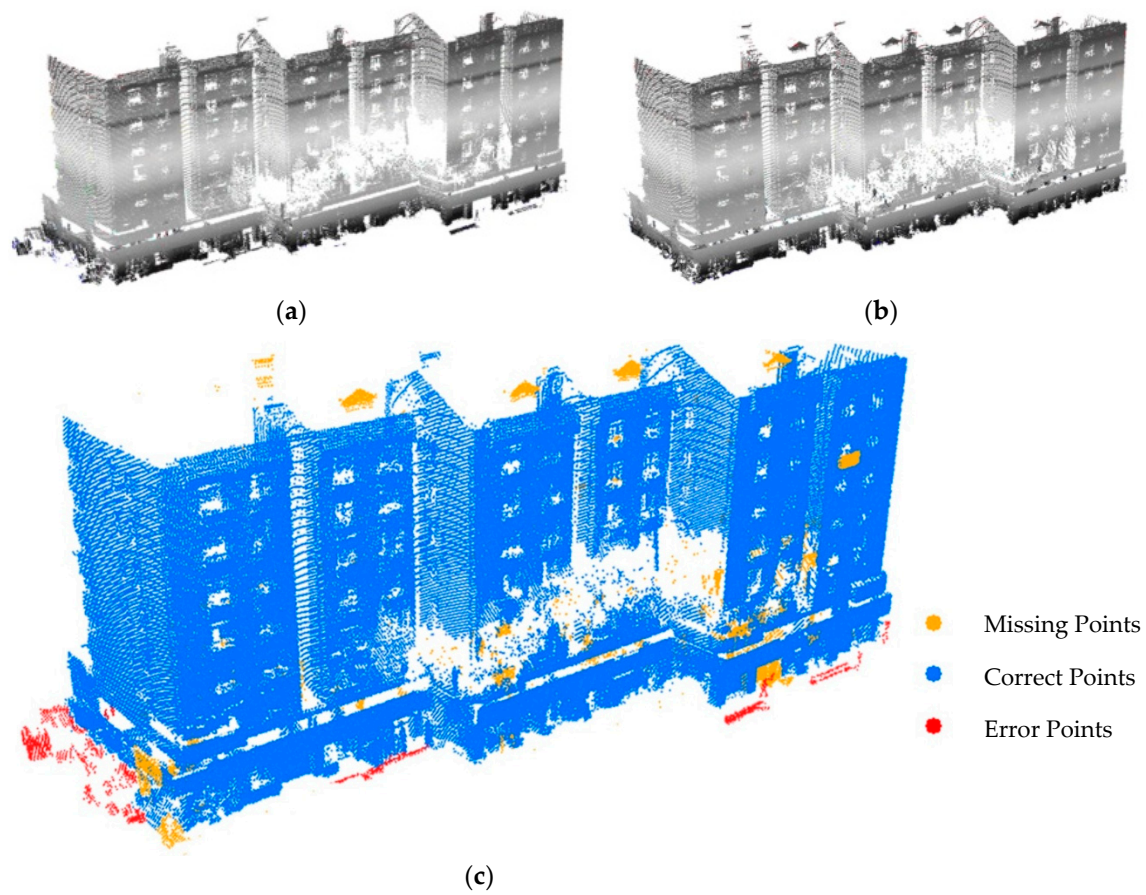 (a)
(b)
Missing Points
Correct Points
Error Points
(c)